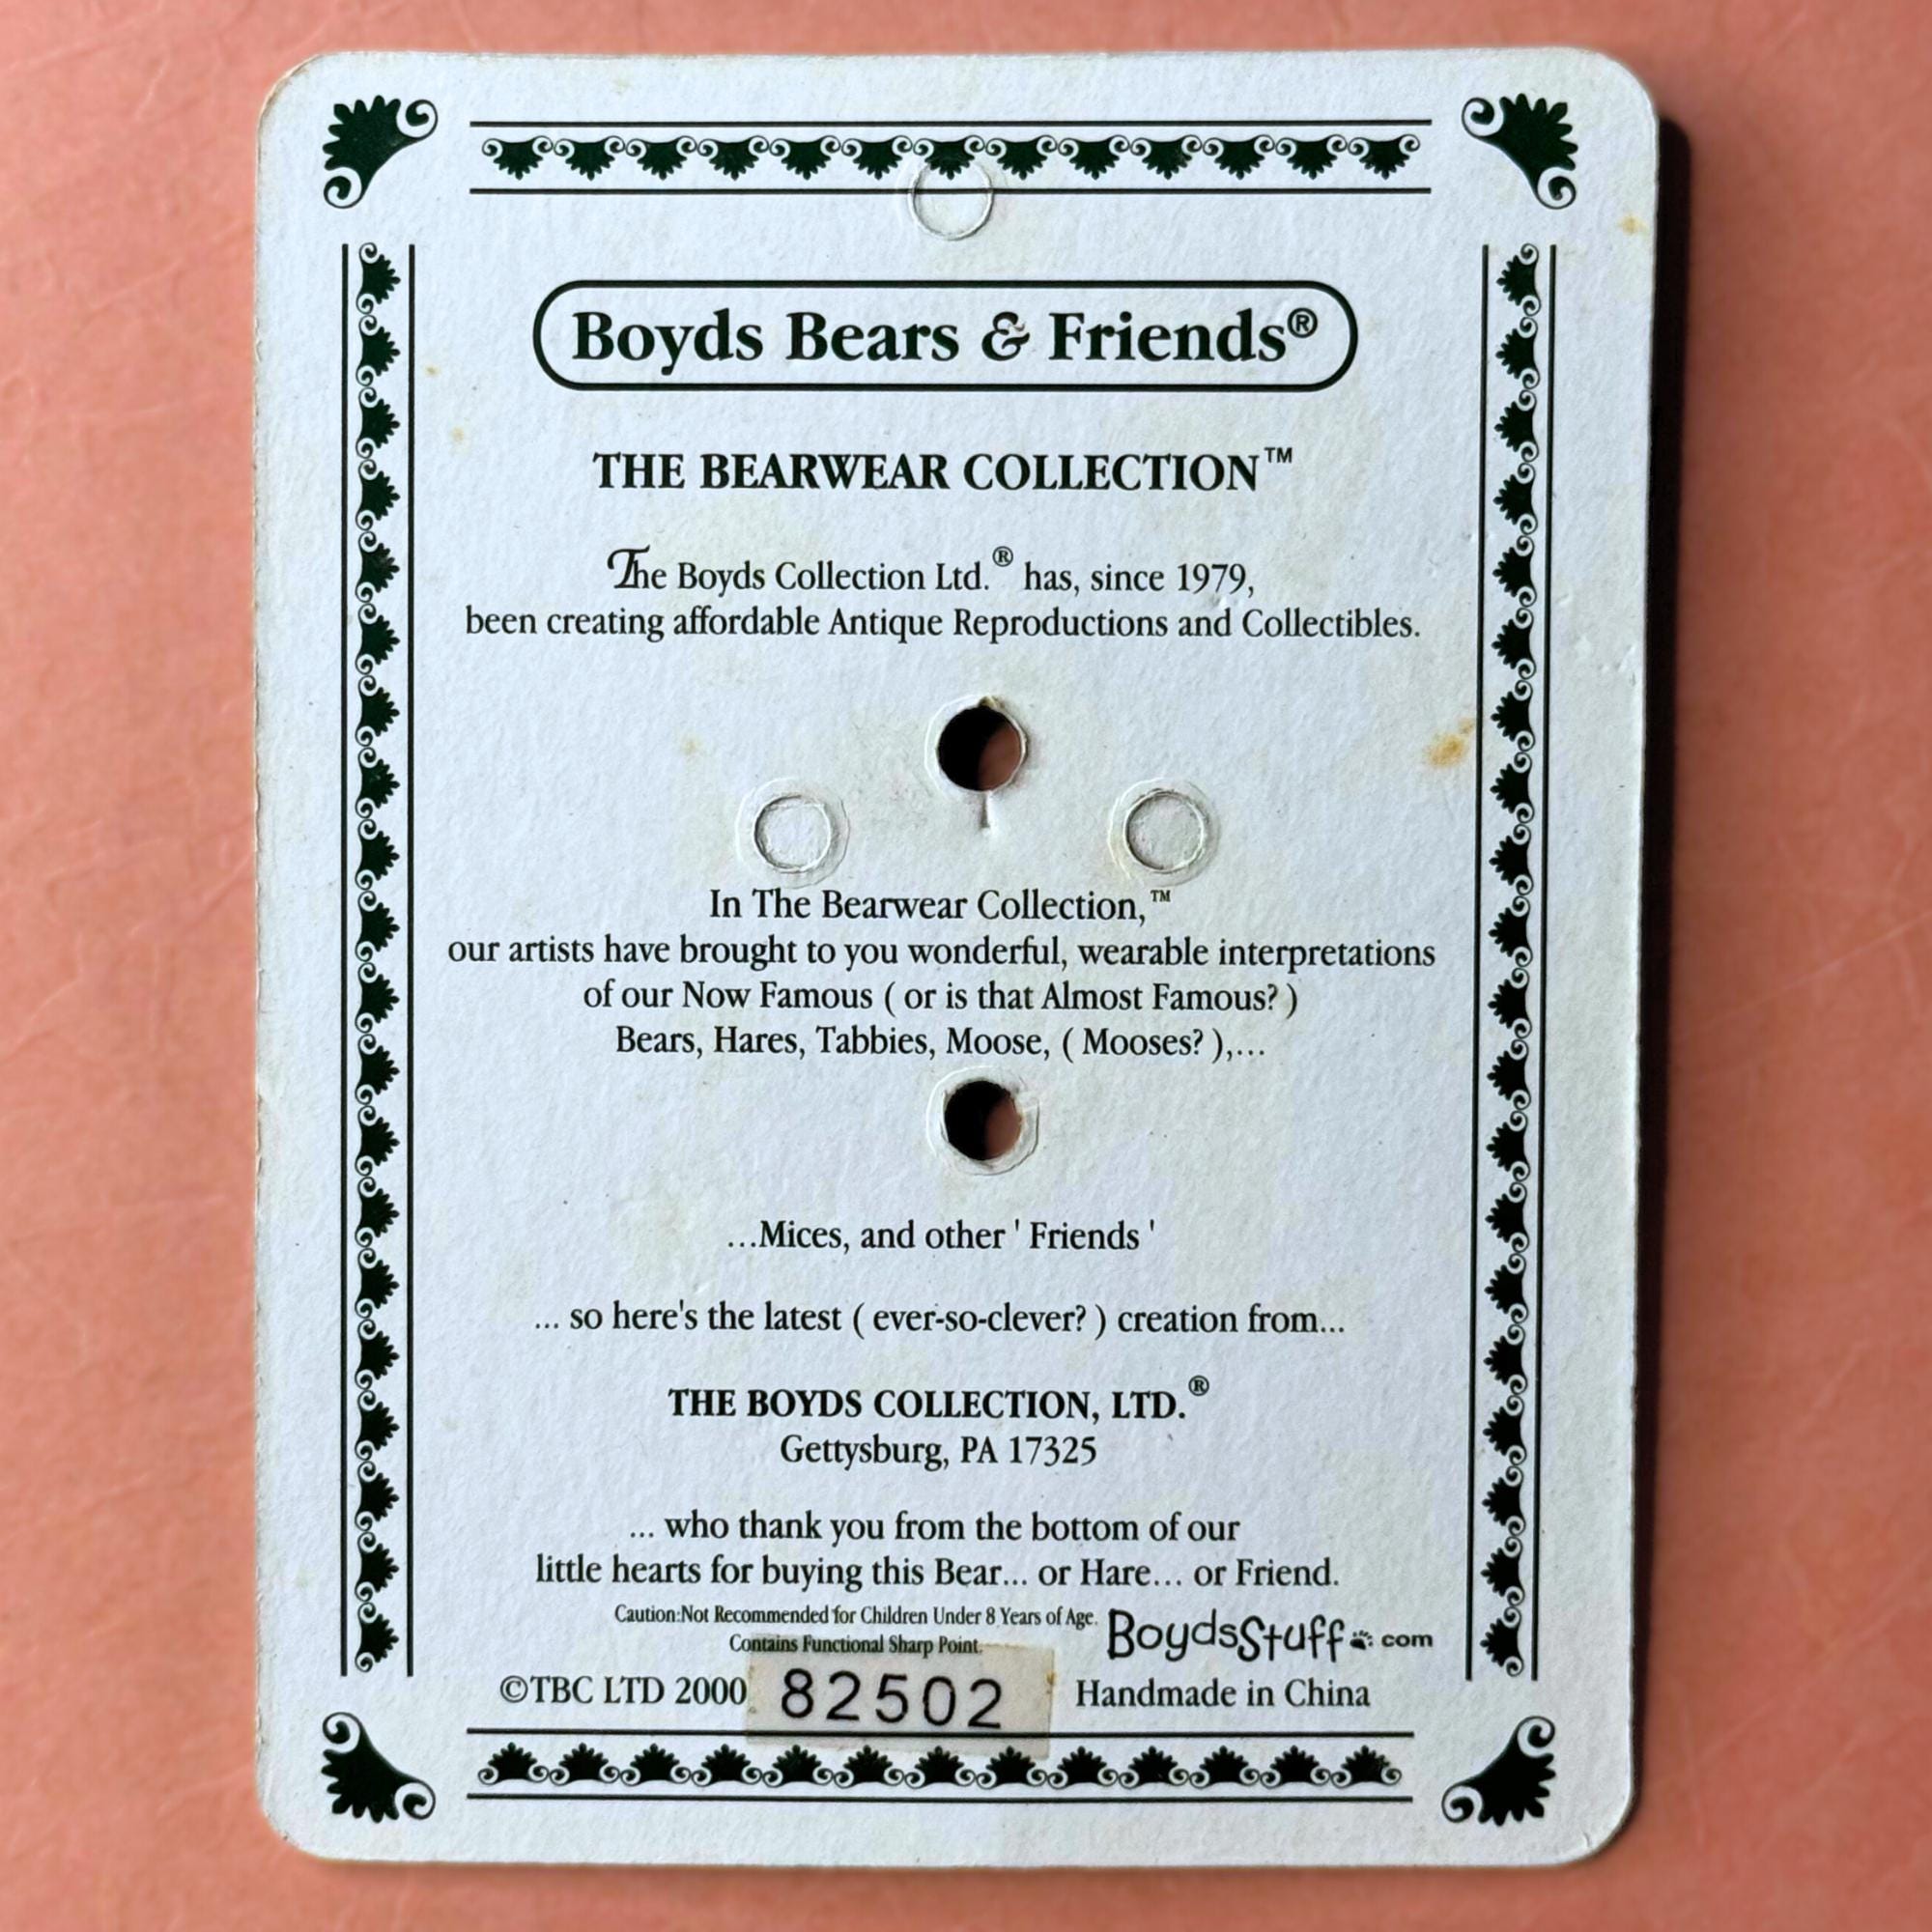 Boyds Bears & Friends®
THE BEARWEAR COLLECTION™
The Boyds Collection Ltd.® has, since 1979,
been creating affordable Antique Reproductions and Collectibles.
In The Bearwear Collection,™
our artists have brought to you wonderful, wearable interpretations
of our Now Famous ( or is that Almost Famous? )
Bears, Hares, Tabbies, Moose, ( Mooses? ),...
...Mices, and other ' Friends '
... so here's the latest ( ever-so-clever? ) creation from...
THE BOYDS COLLECTION, LTD.®
Gettysburg, PA 17325
... who thank you from the bottom of our
little hearts for buying this Bear... or Hare... or Friend.
Caution:Not Recommended for Children Under 8 Years of Age.
Contains Functional Sharp Point.
BoydsStuff.com
©TBC LTD 2000 82502 Handmade in China